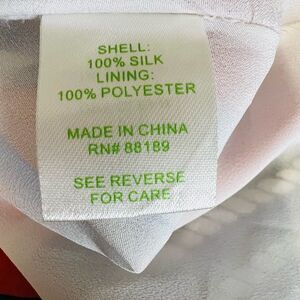 SHELL:
100% SILK
LINING:
100% POLYESTER
MADE IN CHINA
RN# 88189
SEE REVERSE
FOR CARE